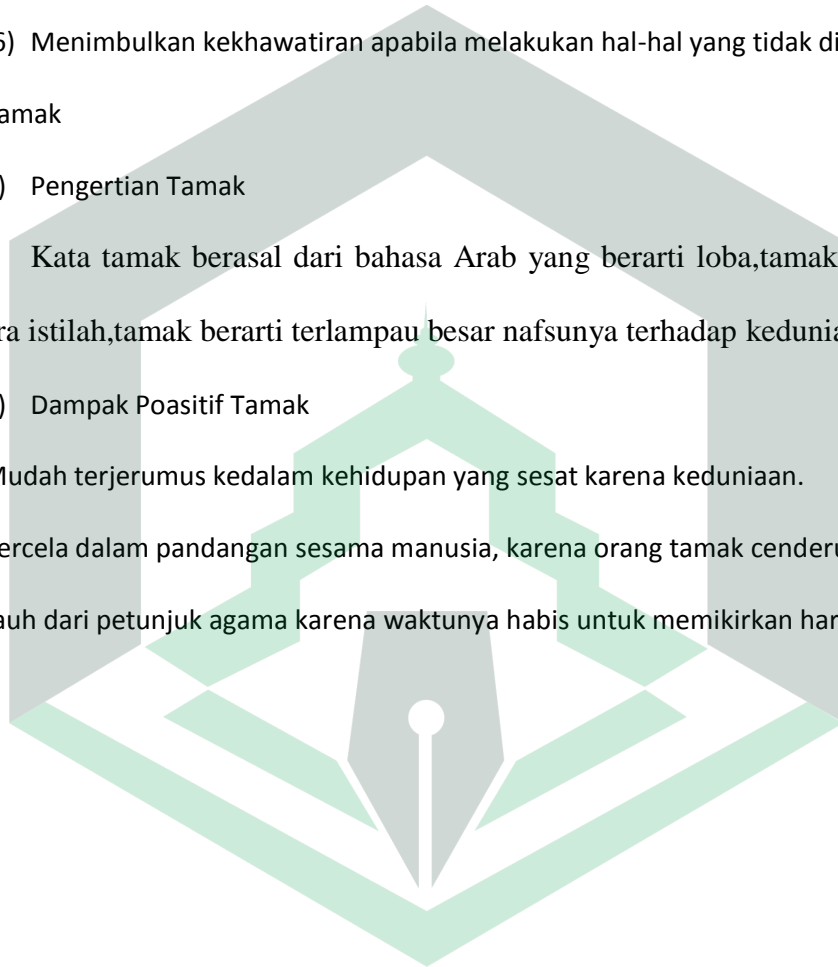 6) Menimbulkan kekhawatiran apabila melakukan hal-hal yang tidak di
amak
) Pengertian Tamak
Kata tamak berasal dari bahasa Arab yang berarti loba,tamak
ra istilah,tamak berarti terlampau besar nafsunya terhadap kedunia
) Dampak Poasitif Tamak
Mudah terjerumus kedalam kehidupan yang sesat karena keduniaan.
ercela dalam pandangan sesama manusia, karena orang tamak cenderu
auh dari petunjuk agama karena waktunya habis untuk memikirkan har